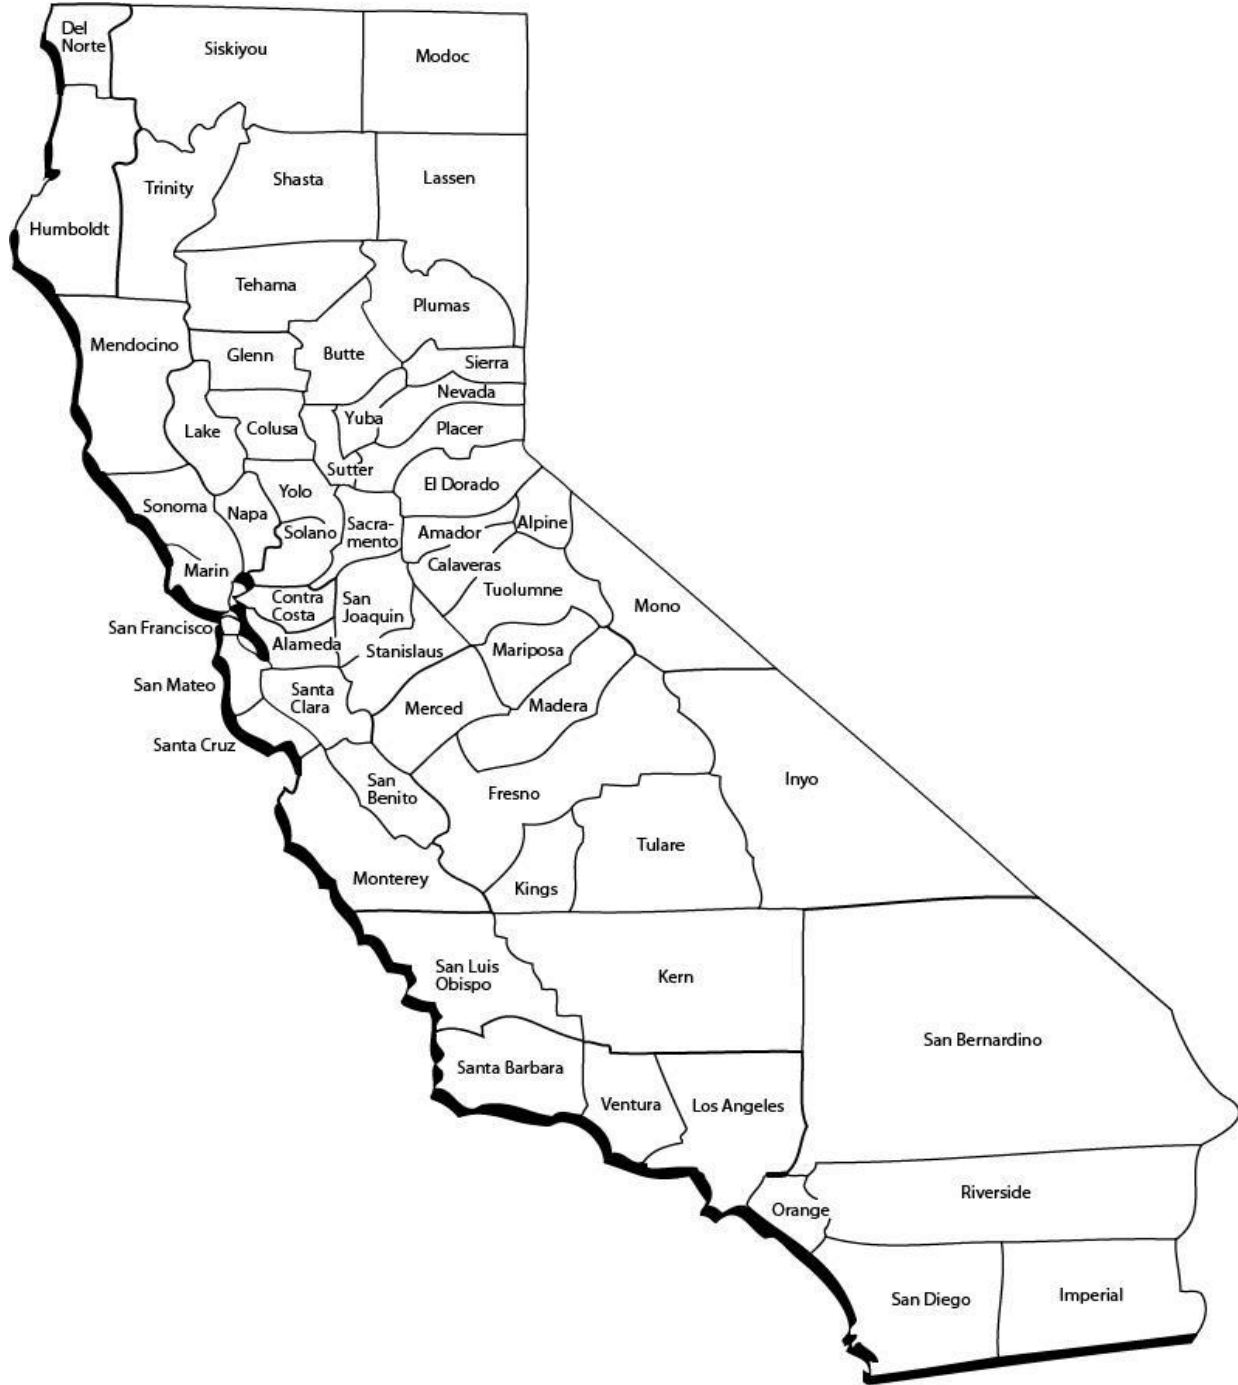 Del
Norte
Siskiyou
Modoc
Trinity
Shasta
Lassen
Humboldt
Tehama
Plumas
Mendocino
Glenn
Butte
Sierra
Nevada
Lake
Colusa
Yuba
Placer
Sutter
El Dorado
Yolo
Sonoma
Napa
Solano
Sacra-
mento
Amador
Alpine
Marin
Calaveras
Contra
Costa
San
Joaquin
Tuolumne
Mono
San Francisco
Alameda
Stanislaus
Mariposa
San Mateo
Santa
Clara
Merced
Madera
Santa Cruz
San
Benito
Fresno
Inyo
Tulare
Monterey
Kings
San Luis
Obispo
Kern
San Bernardino
Santa Barbara
Ventura
Los Angeles
Riverside
Orange
San Diego
Imperial